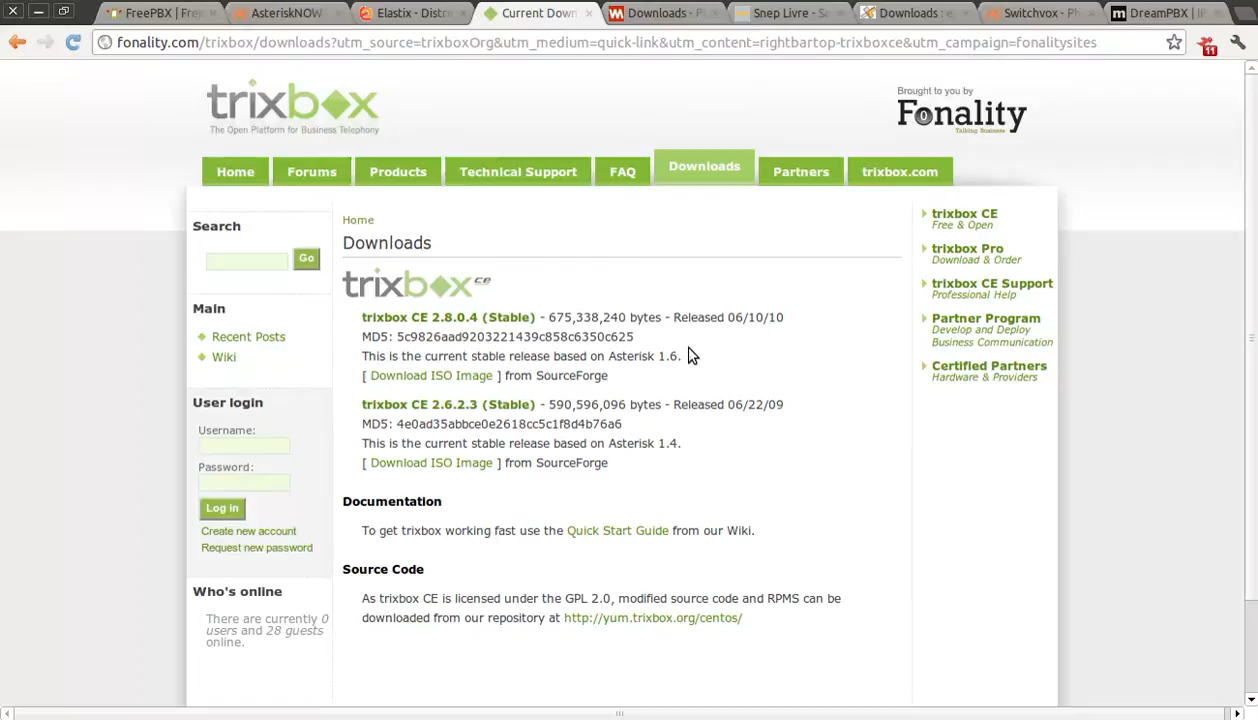 FreePBX | Freep
AsteriskNOW
Elastix - Distr
Current Down
Downloads - P
Snep Livre - Sa
Downloads : e
Switchvox - Ph
DreamPBX | IP
fonality.com/trixbox/downloads?utm_source=trixboxOrg&utm_medium=quick-link&utm_content=rightbartop-trixboxce&utm_campaign=fonalitysites
11
trixbox
The Open Platform for Business Telephony
Brought to you by
Fonality
Talking Business
Home
Forums
Products
Technical Support
FAQ
Downloads
Partners
trixbox.com
Search
Go
Main
Recent Posts
Wiki
User login
Username:
Password:
Log in
Create new account
Request new password
Who's online
There are currently 0
users and 28 guests
online.
Home
Downloads
trixbox CE
trixbox CE 2.8.0.4 (Stable) - 675,338,240 bytes - Released 06/10/10
MD5: 5c9826aad9203221439c858c6350c625
This is the current stable release based on Asterisk 1.6.
[ Download ISO Image ] from SourceForge
trixbox CE 2.6.2.3 (Stable) - 590,596,096 bytes - Released 06/22/09
MD5: 4e0ad35abbce0e2618cc5c1f8d4b76a6
This is the current stable release based on Asterisk 1.4.
[ Download ISO Image ] from SourceForge
Documentation
To get trixbox working fast use the Quick Start Guide from our Wiki.
Source Code
As trixbox CE is licensed under the GPL 2.0, modified source code and RPMS can be
downloaded from our repository at http://yum.trixbox.org/centos/
trixbox CE
Free & Open
trixbox Pro
Download & Order
trixbox CE Support
Professional Help
Partner Program
Develop and Deploy
Business Communication
Certified Partners
Hardware & Providers